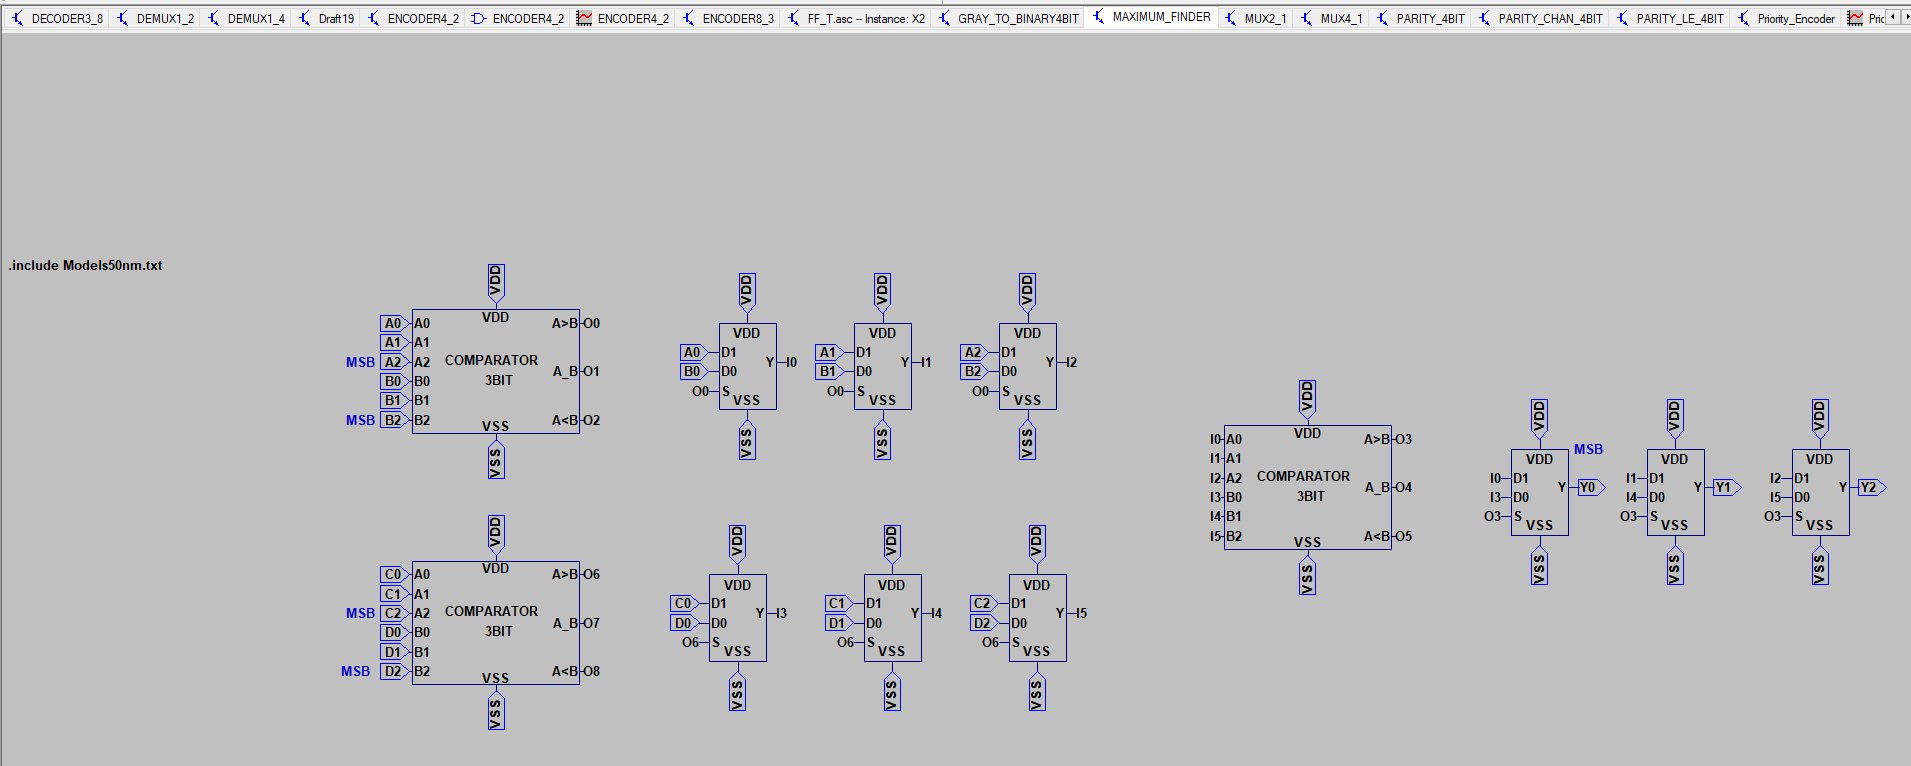 DECODER3_8 DEMUX1_2 DEMUX1_4 Draft19 ENCODER4_2 ENCODER4_2 ENCODER4_2 ENCODER8_3 FF_T.asc -- Instance: X2 GRAY_TO_BINARY4BIT MAXIMUM_FINDER MUX2_1 MUX4_1 PARITY_4BIT PARITY_CHAN_4BIT PARITY_LE_4BIT Priority_Encoder Pric
.include Models50nm.txt
VDD
A0 A0 VDD A>B O0
A1 A1
MSB A2 A2 COMPARATOR A_B O1
B0 B0 3BIT
B1 B1
MSB B2 B2 VSS A<B O2
VSS
VDD
VDD
A0 D1 Y I0
B0 D0
O0 S
VSS
VSS
VDD
VDD
A1 D1 Y I1
B1 D0
O0 S
VSS
VSS
VDD
VDD
A2 D1 Y I2
B2 D0
O0 S
VSS
VSS
VDD
C0 A0 VDD A>B O6
C1 A1
MSB C2 A2 COMPARATOR A_B O7
D0 B0 3BIT
D1 B1
MSB D2 B2 VSS A<B O8
VSS
VDD
VDD
C0 D1 Y I3
D0 D0
O6 S
VSS
VSS
VDD
VDD
C1 D1 Y I4
D1 D0
O6 S
VSS
VSS
VDD
VDD
C2 D1 Y I5
D2 D0
O6 S
VSS
VSS
VDD
I0 A0 VDD A>B O3
I1 A1
I2 A2 COMPARATOR A_B O4
I3 B0 3BIT
I4 B1
I5 B2 VSS A<B O5
VSS
VDD
MSB
VDD
I0 D1 Y Y0
I3 D0
O3 S
VSS
VSS
VDD
VDD
I1 D1 Y Y1
I4 D0
O3 S
VSS
VSS
VDD
VDD
I2 D1 Y Y2
I5 D0
O3 S
VSS
VSS